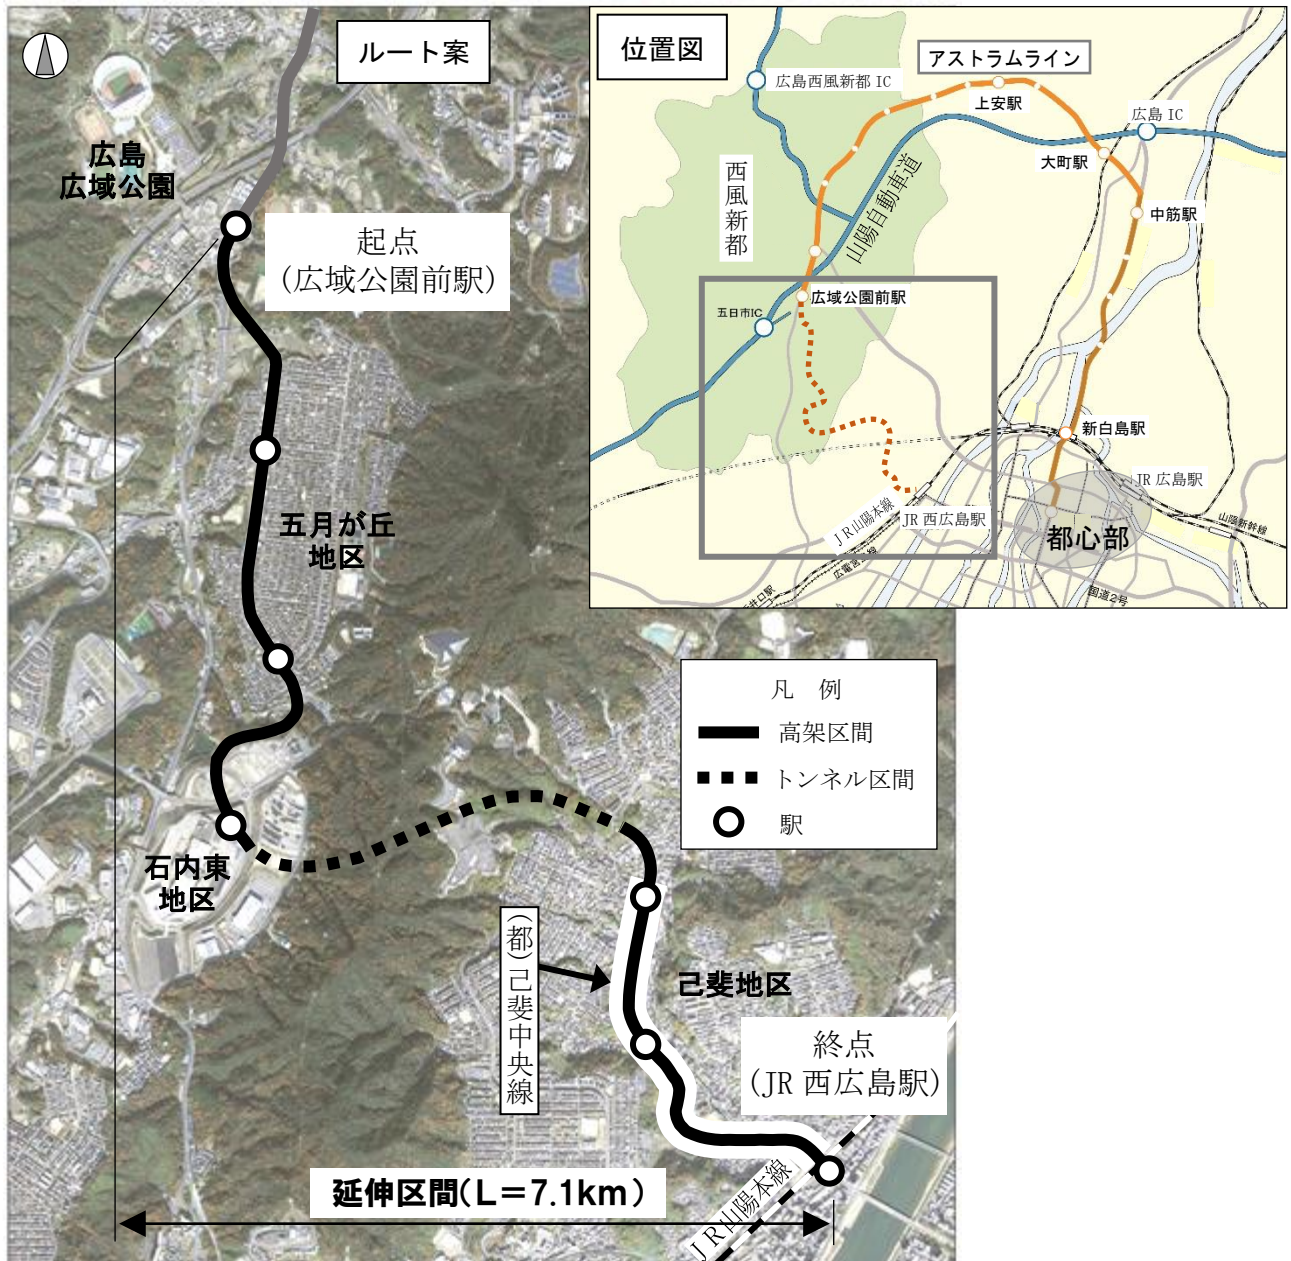 ルート案
広島
広域公園
起点
(広域公園前駅)
五月が丘
地区
石内東
地区
(都)己斐中央線
己斐地区
終点
(JR 西広島駅)
JR山陽本線
延伸区間(L=7.1km)
凡 例
高架区間
トンネル区間
駅
位置図
アストラムライン
広島西風新都 IC
上安駅
広島 IC
大町駅
西風新都
山陽自動車道
中筋駅
広域公園前駅
五日市IC
新白島駅
JR 広島駅
JR山陽本線
JR 西広島駅
山陽新幹線
都心部
広電宮島線
国道2号